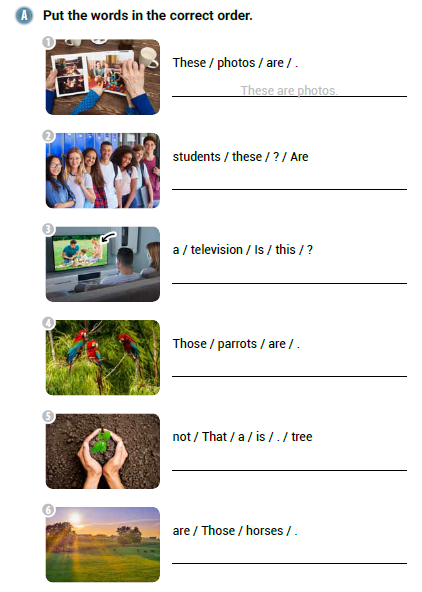 A Put the words in the correct order.
1
These / photos / are / .
These are photos.
2
students / these / ? / Are
3
a / television / Is / this / ?
4
Those / parrots / are / .
5
not / That / a / is / . / tree
6
are / Those / horses / .